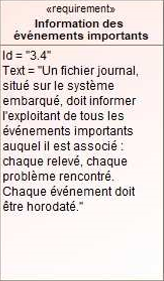 «requirement»
Information des
événements importants
Id = "3.4"
Text = "Un fichier journal,
situé sur le système
embarqué, doit informer
l'exploitant de tous les
événements importants
auquel il est associé :
chaque relevé, chaque
problème rencontré.
Chaque événement doit
être horodaté."